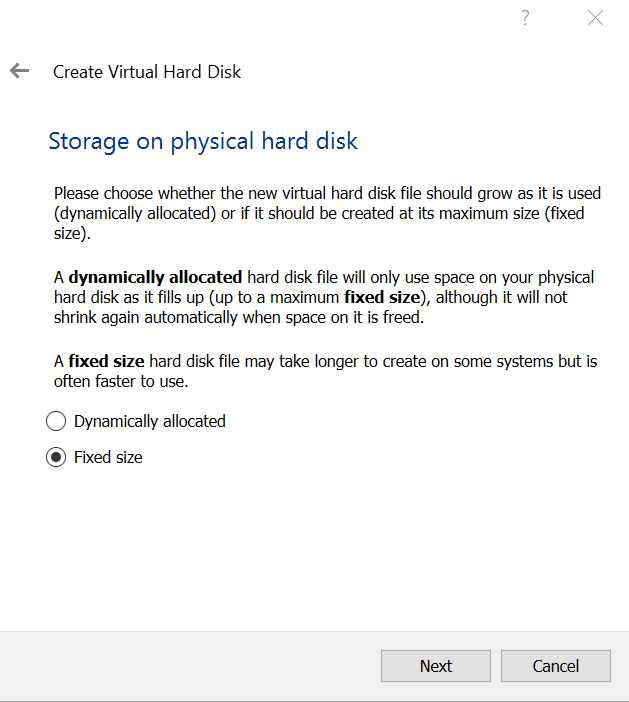 ?
Create Virtual Hard Disk
Storage on physical hard disk
Please choose whether the new virtual hard disk file should grow as it is used
(dynamically allocated) or if it should be created at its maximum size (fixed
size).
A dynamically allocated hard disk file will only use space on your physical
hard disk as it fills up (up to a maximum fixed size), although it will not
shrink again automatically when space on it is freed.
A fixed size hard disk file may take longer to create on some systems but is
often faster to use.
Dynamically allocated
Fixed size
Next
Cancel